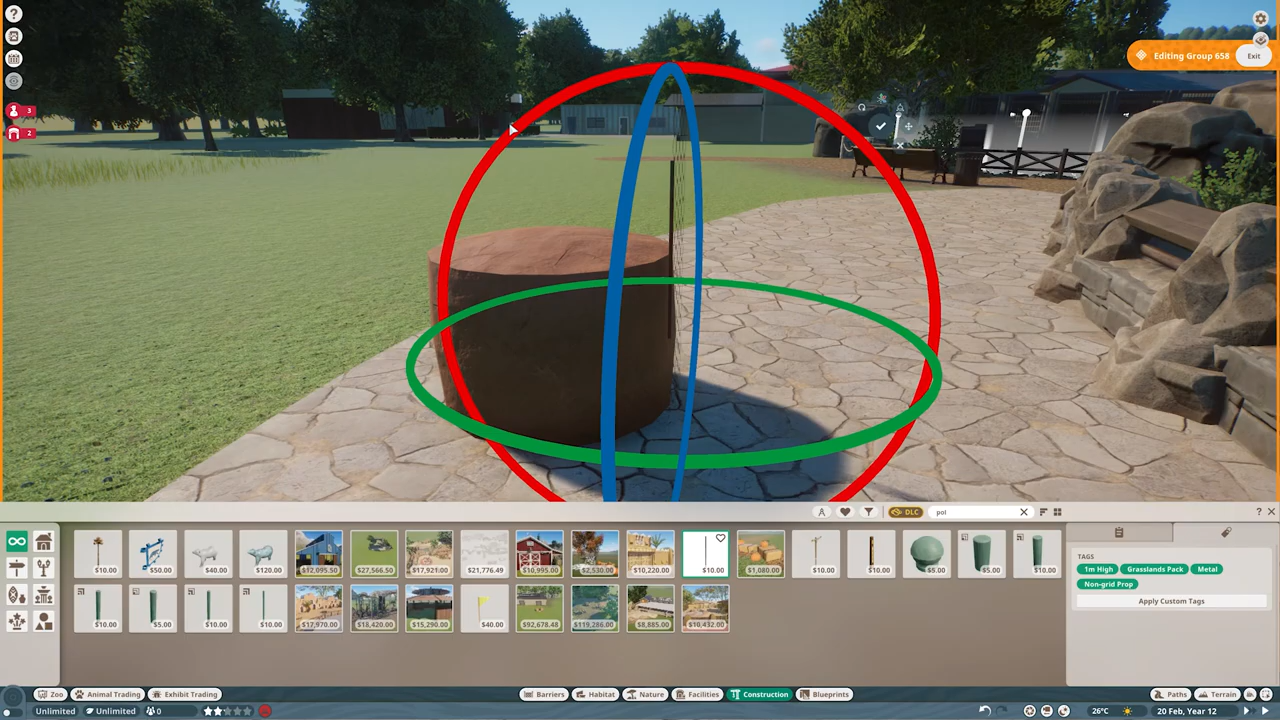 Editing Group 658
Exit
3
2
DLC
pol
$10.00
$50.00
$40.00
$120.00
$12,095.50
$27,566.50
$17,921.00
$21,776.49
$10,995.00
$2,530.00
$10,220.00
$10.00
$1,080.00
$10.00
$10.00
$5.00
$5.00
$10.00
$10.00
$5.00
$10.00
$10.00
$17,970.00
$18,420.00
$15,290.00
$40.00
$92,678.48
$119,286.00
$8,885.00
$10,432.00
TAGS
1m High
Grasslands Pack
Metal
Non-grid Prop
Apply Custom Tags
Zoo
Animal Trading
Exhibit Trading
Barriers
Habitat
Nature
Facilities
Construction
Blueprints
Paths
Terrain
Unlimited
Unlimited
0
26°C
20 Feb, Year 12